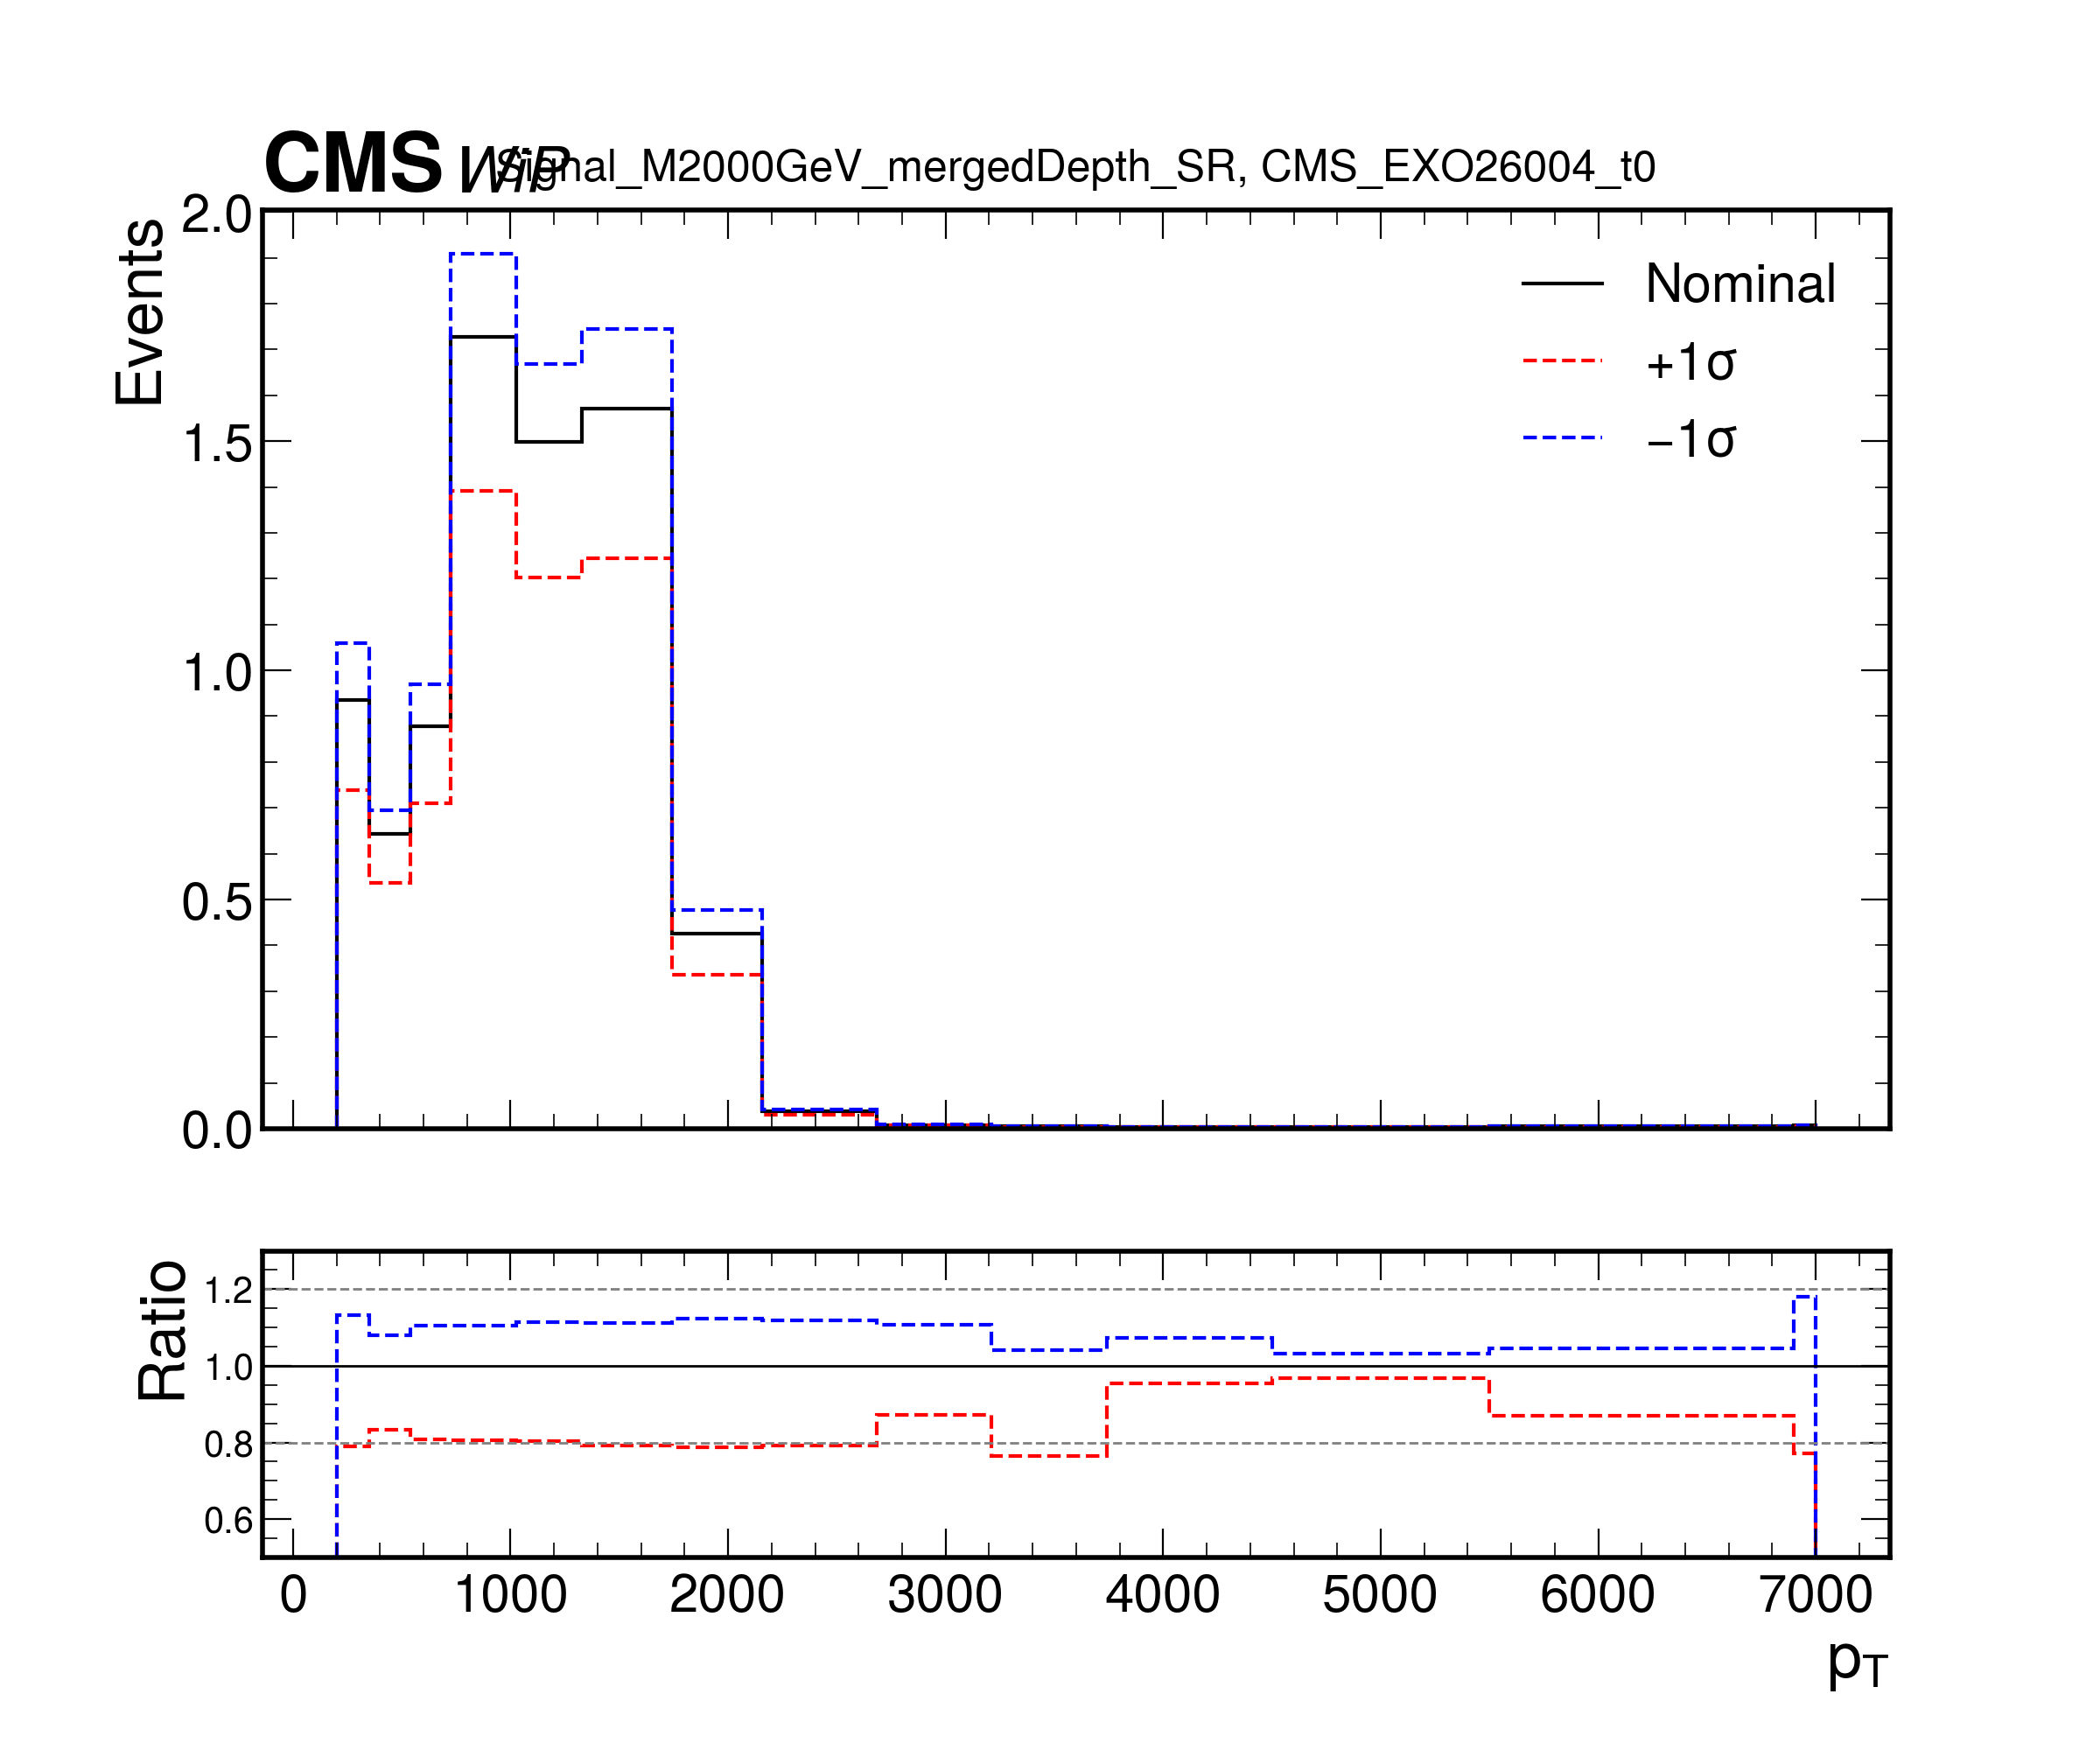 CMS WiP Signal_M2000GeV_mergedDepth_SR, CMS_EXO26004_t0
Events
2.0
1.5
1.0
0.5
0.0
Nominal
+1σ
−1σ
Ratio
1.2
1.0
0.8
0.6
0 1000 2000 3000 4000 5000 6000 7000
pT